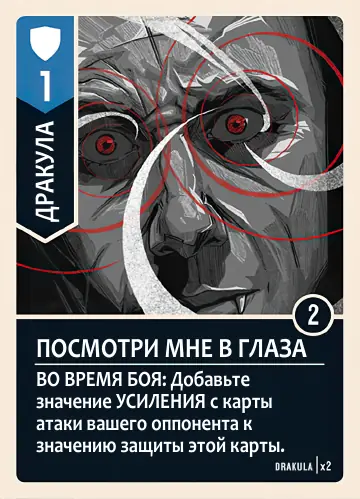 1
ДРАКУЛА
2
ПОСМОТРИ МНЕ В ГЛАЗА
ВО ВРЕМЯ БОЯ: Добавьте
значение УСИЛЕНИЯ с карты
атаки вашего оппонента к
значению защиты этой карты.
DRAKULA | x2